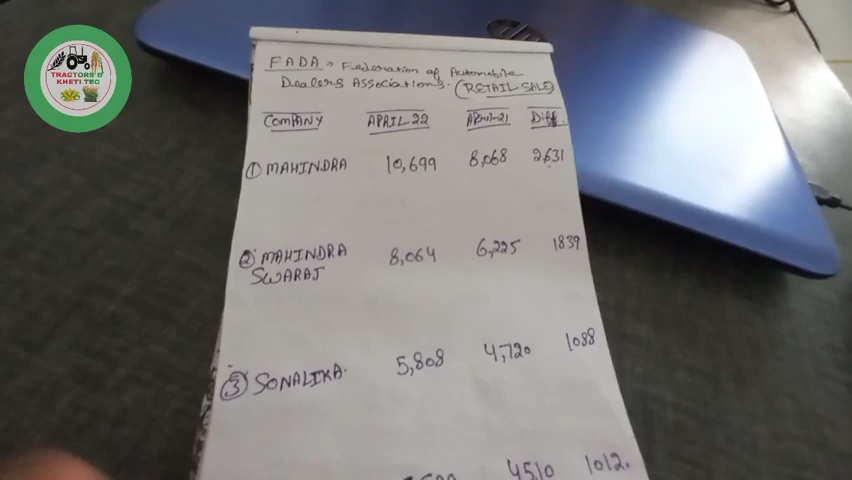 TRACTORS D
KHETI TEC
FADA → Federation of Automobile
Dealers Associations. (RETAIL SALE)
COMPANY APRIL 22 April-21 Diff.
① MAHINDRA 10,699 8,068 2,631
② MAHINDRA 8,064 6,225 1839
SWARAJ
③ SONALIKA. 5,808 4,720 1088
4510 1012.